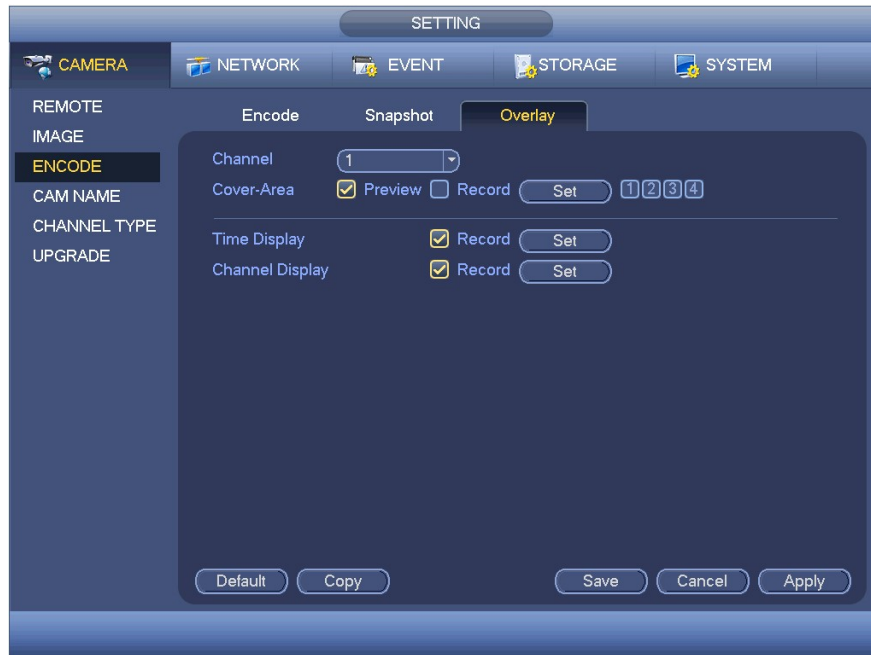 SETTING
CAMERA NETWORK EVENT STORAGE SYSTEM
REMOTE
IMAGE
ENCODE
CAM NAME
CHANNEL TYPE
UPGRADE
Encode Snapshot Overlay
Channel 1
Cover-Area Preview Record Set 1 2 3 4
Time Display Record Set
Channel Display Record Set
Default Copy Save Cancel Apply